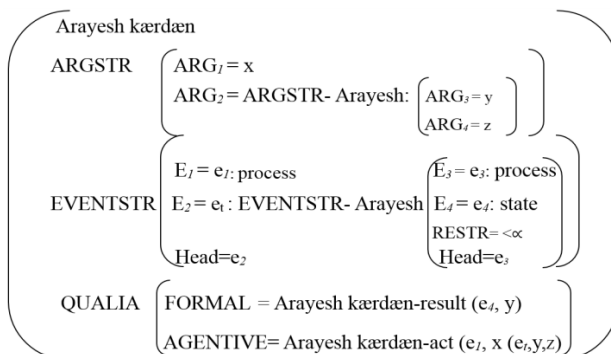 Arayesh kærdæn
ARGSTR
ARG1 = x
ARG2 = ARGSTR- Arayesh:
ARG3 = y
ARG4 = z
EVENTSTR
E1 = e1: process
E2 = et : EVENTSTR- Arayesh
E3 = e3: process
E4 = e4: state
RESTR= <∝
Head=e2
Head=e3
QUALIA
FORMAL = Arayesh kærdæn-result (e4, y)
AGENTIVE= Arayesh kærdæn-act (e1, x (et,y,z)